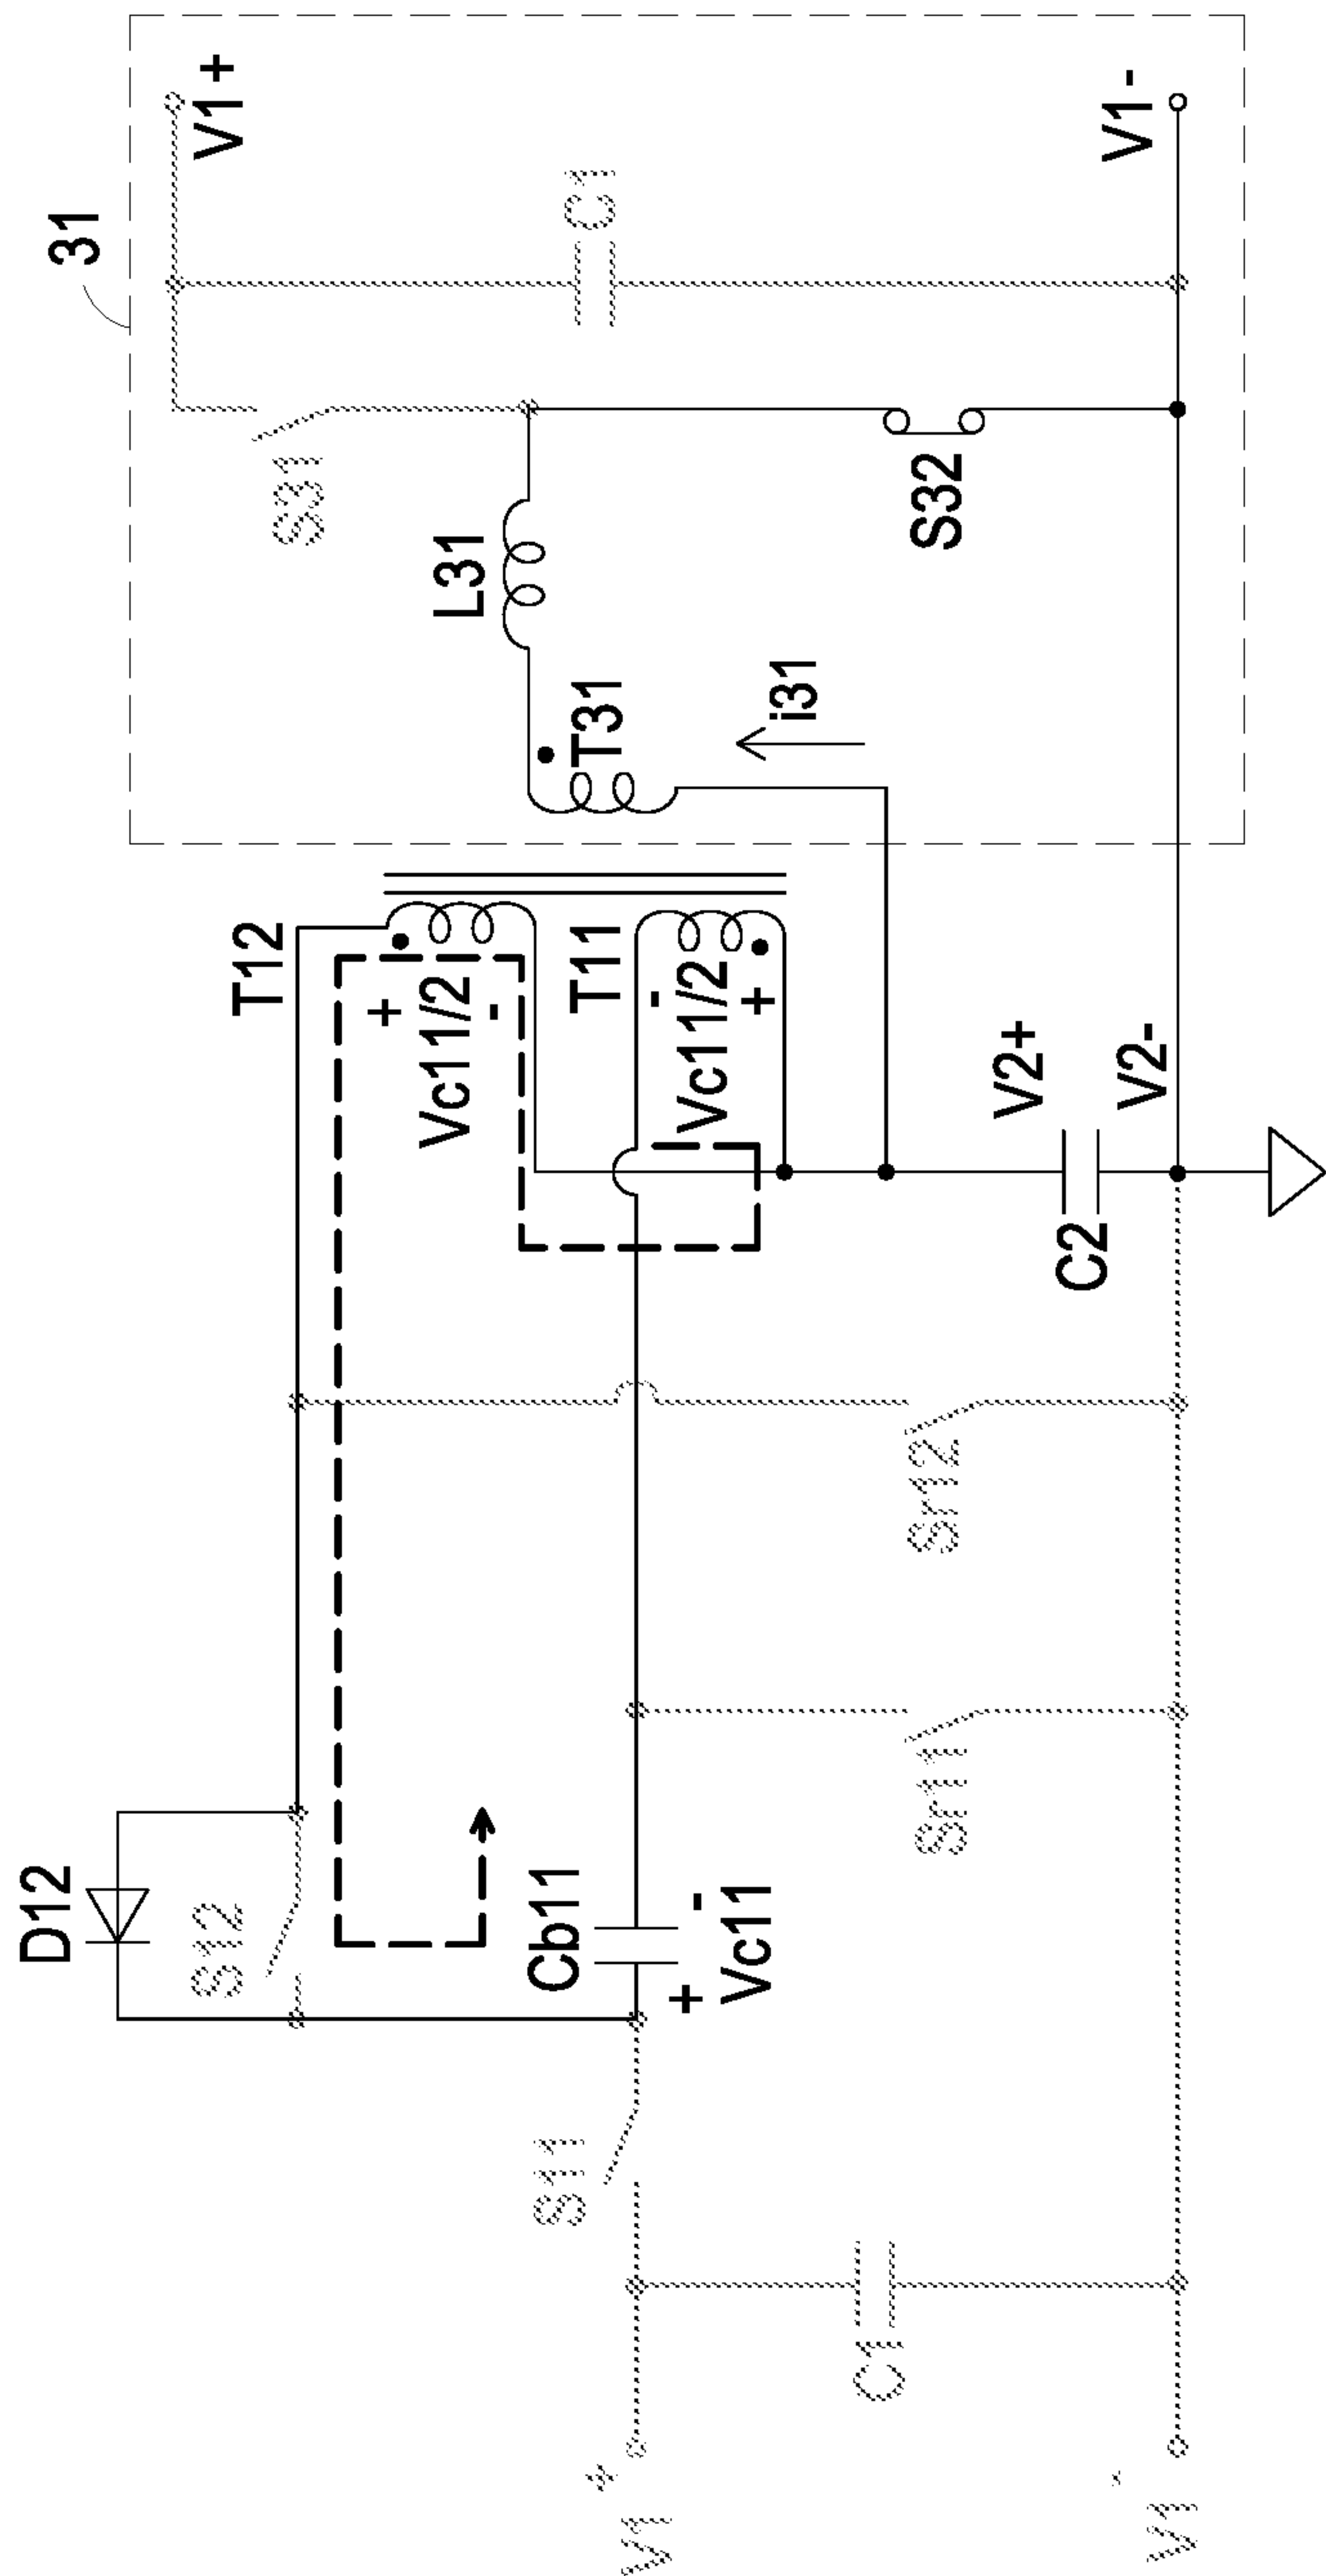 31
V1+
V1-
C1
S31
L31
S32
T31
i31
T12
T11
+
Vc11/2
-
-
Vc11/2
+
V2+
V2-
C2
Sr12
Sr11
D12
S12
Cb11
+
-
Vc11
S11
C1
V1
+
V1
-